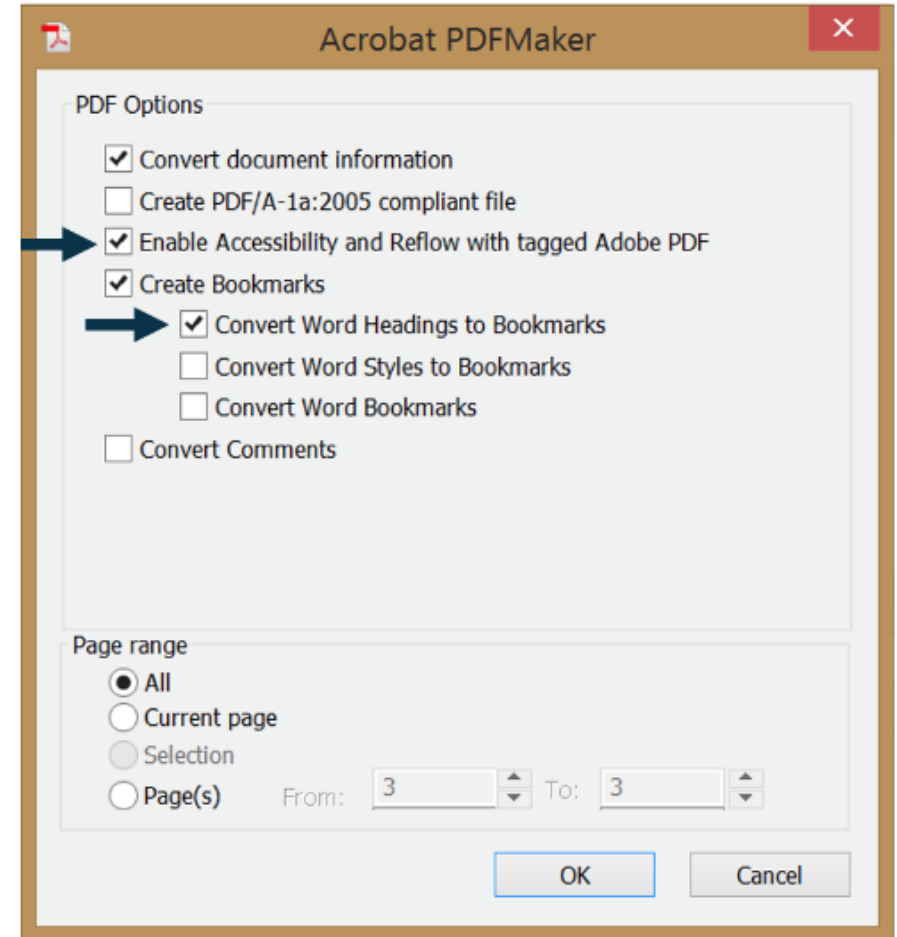 Acrobat PDFMaker
PDF Options
Convert document information
Create PDF/A-1a:2005 compliant file
Enable Accessibility and Reflow with tagged Adobe PDF
Create Bookmarks
Convert Word Headings to Bookmarks
Convert Word Styles to Bookmarks
Convert Word Bookmarks
Convert Comments
Page range
All
Current page
Selection
Page(s) From: 3 To: 3
OK Cancel